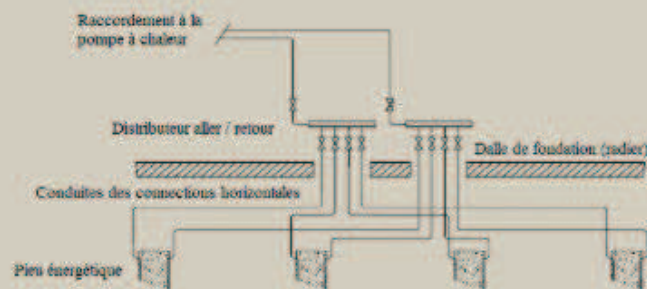 Raccordement à la
pompe à chaleur
Distributeur aller / retour
Dalle de fondation (radier)
Conduites des connections horizontales
Pieu énergétique